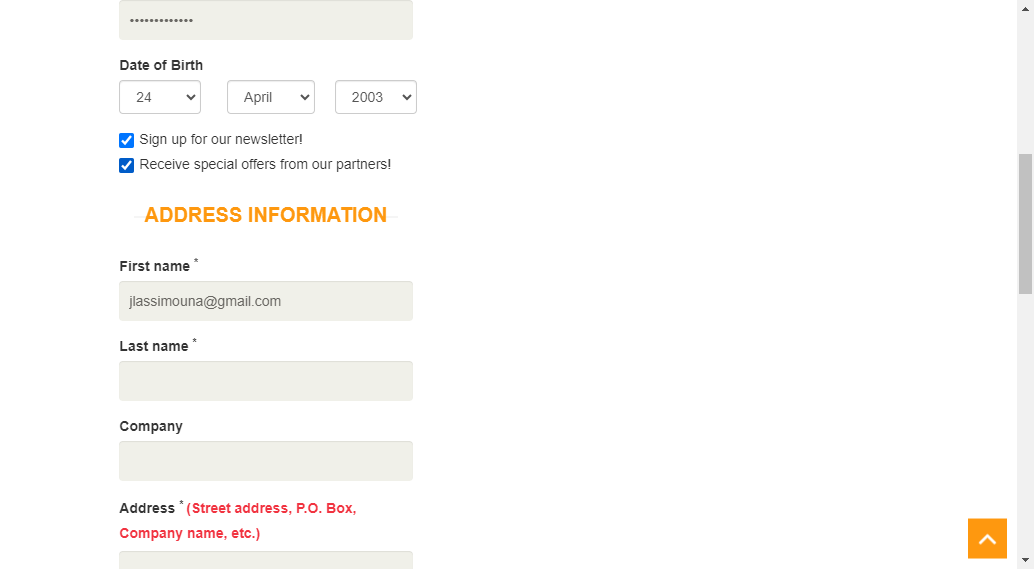 •••••••••••••
Date of Birth
24 April 2003
Sign up for our newsletter!
Receive special offers from our partners!
ADDRESS INFORMATION
First name *
jlassimouna@gmail.com
Last name *
Company
Address * (Street address, P.O. Box,
Company name, etc.)